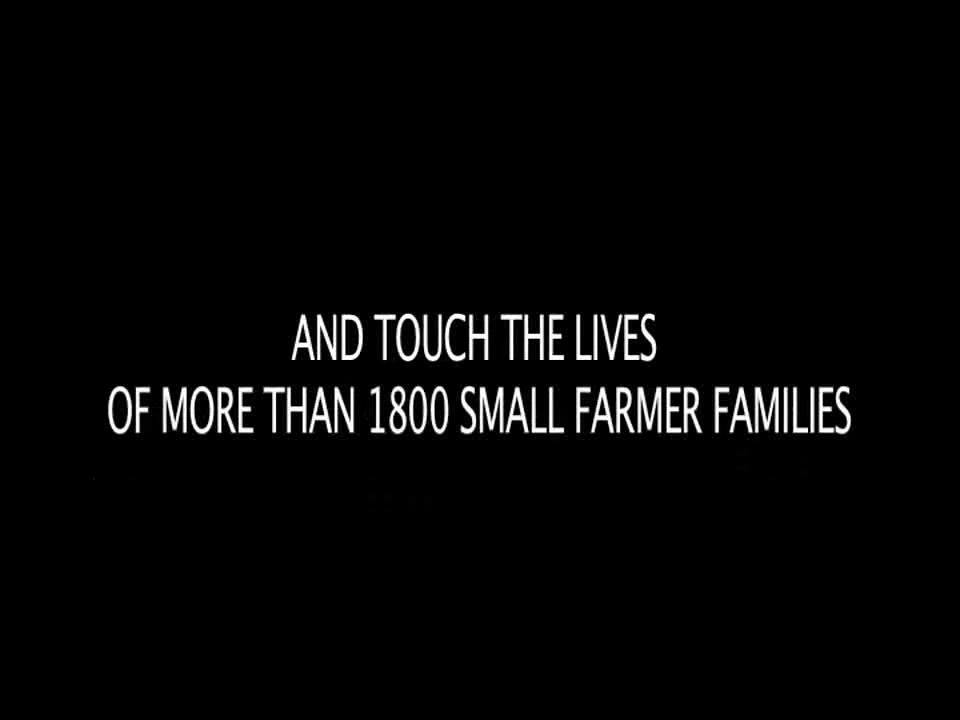 AND TOUCH THE LIVES
OF MORE THAN 1800 SMALL FARMER FAMILIES